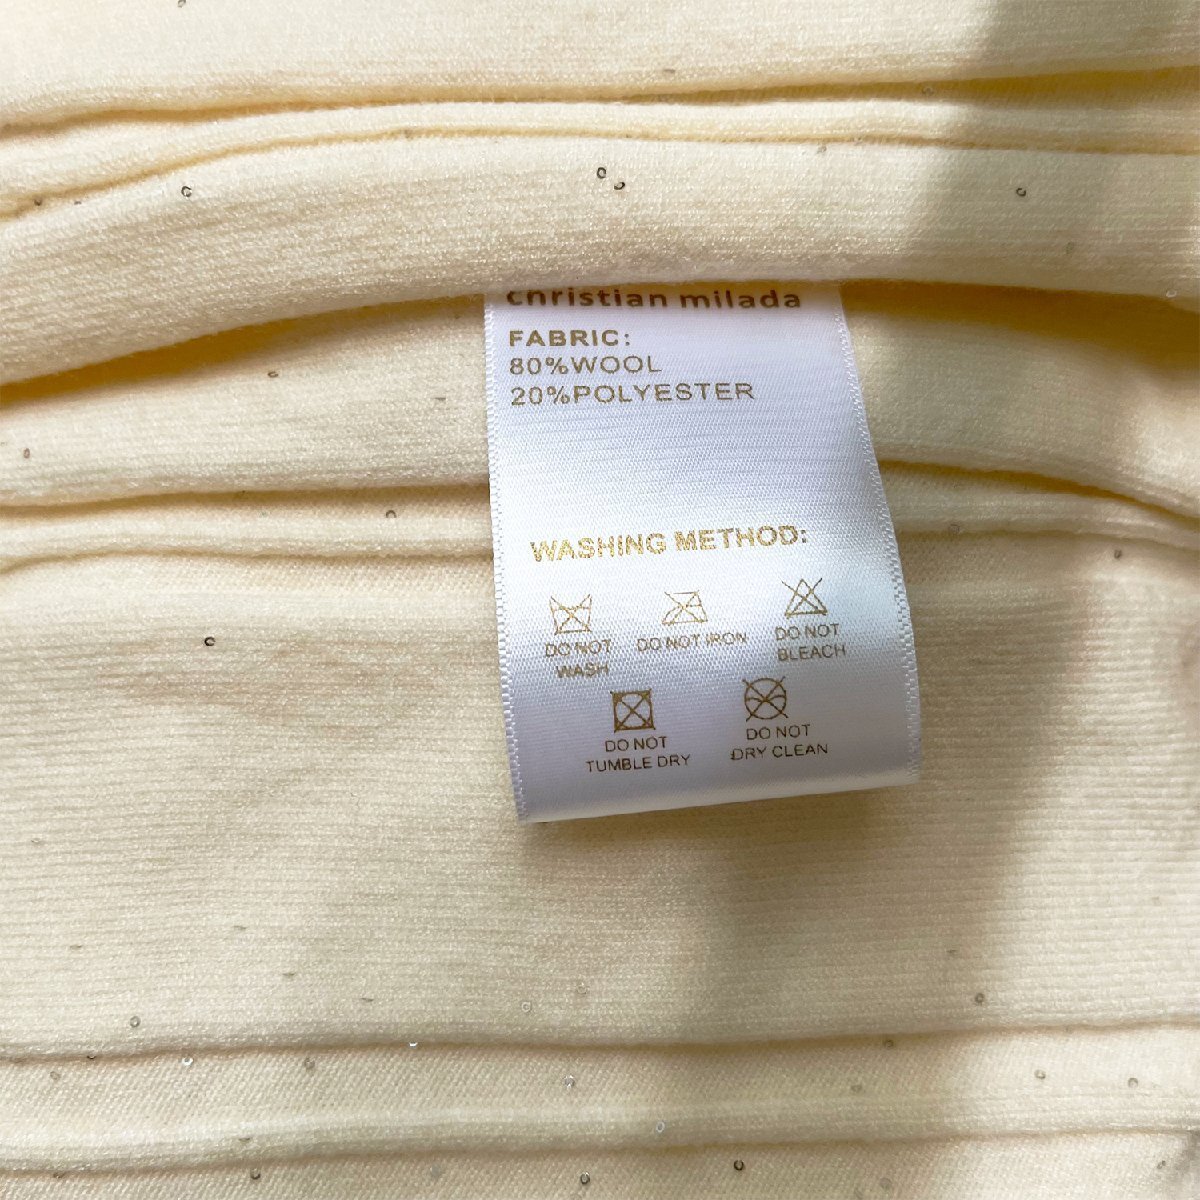 christian milada
FABRIC:
80%WOOL
20%POLYESTER
WASHING METHOD:
DO NOT
WASH
DO NOT IRON
DO NOT
BLEACH
DO NOT
TUMBLE DRY
DO NOT
DRY CLEAN